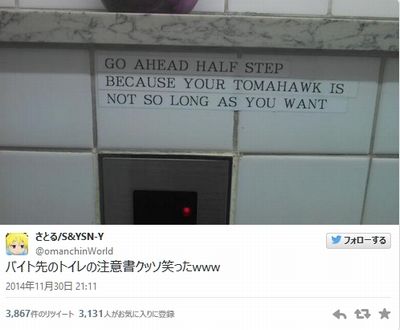 GO AHEAD HALF STEP
BECAUSE YOUR TOMAHAWK IS
NOT SO LONG AS YOU WANT
さとる/S&YSN-Y
@omanchinWorld
フォローする
バイト先のトイレの注意書クッソ笑ったwww
2014年11月30日 21:11
3,867件のリツイート 3,131人がお気に入りに登録